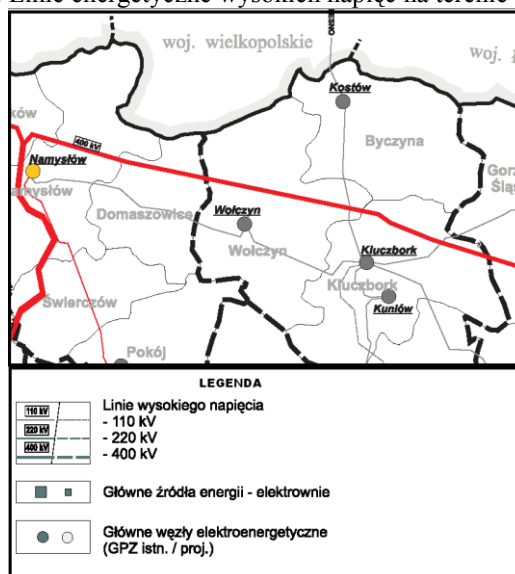 Linie energetyczne wysokich napięć na terenie
woj. wielkopolskie
woj.
Kostów
Byczyna
400 kV
Namysłów
Domaszowice
Wołczyn
Wołczyn
Kluczbork
Kluczbork
Kuniów
Świerczów
Pokój
LEGENDA
110 kV
220 kV
400 kV
Linie wysokiego napięcia
- 110 kV
- 220 kV
- 400 kV
Główne źródła energii - elektrownie
Główne węzły elektroenergetyczne
(GPZ istn. / proj.)